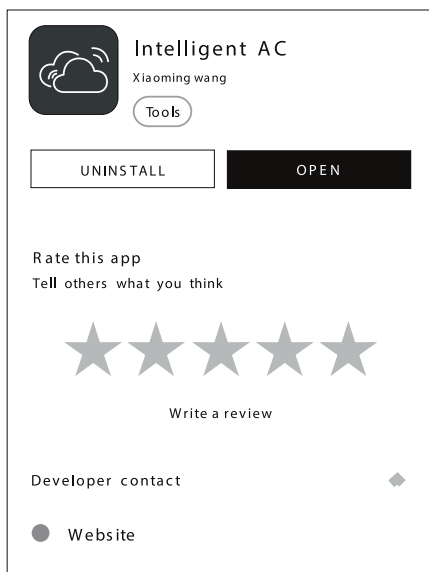 Intelligent AC
Xiaoming wang
Tools
UNINSTALL
OPEN
Rate this app
Tell others what you think
Write a review
Developer contact
Website